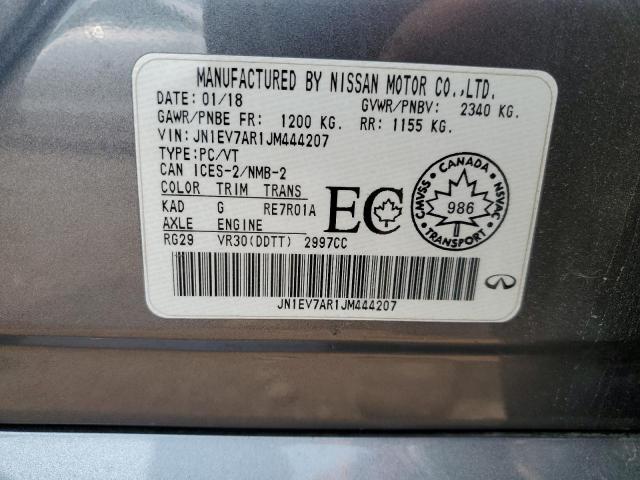 MANUFACTURED BY NISSAN MOTOR CO.,LTD.
DATE: 01/18 GVWR/PNBV: 2340 KG.
GAWR/PNBE FR: 1200 KG. RR: 1155 KG.
VIN: JN1EV7AR1JM444207
TYPE:PC/VT
CAN ICES-2/NMB-2
COLOR TRIM TRANS
KAD G RE7R01A
AXLE ENGINE
RG29 VR30(DDTT) 2997CC
EC
CANADA
CMVSS
NSVAC
986
TRANSPORT
JN1EV7AR1JM444207